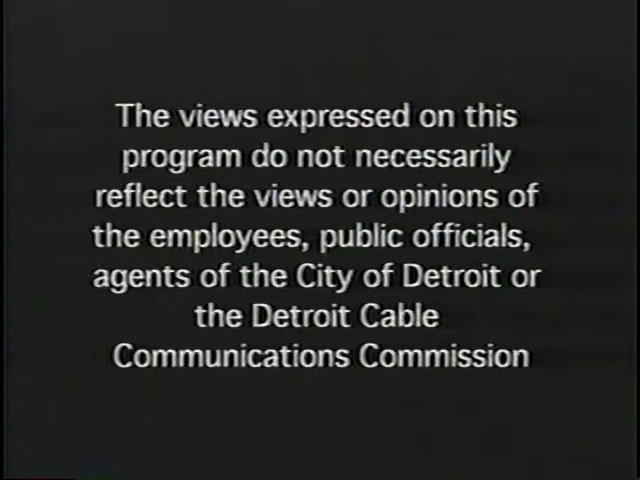 The views expressed on this
program do not necessarily
reflect the views or opinions of
the employees, public officials,
agents of the City of Detroit or
the Detroit Cable
Communications Commission